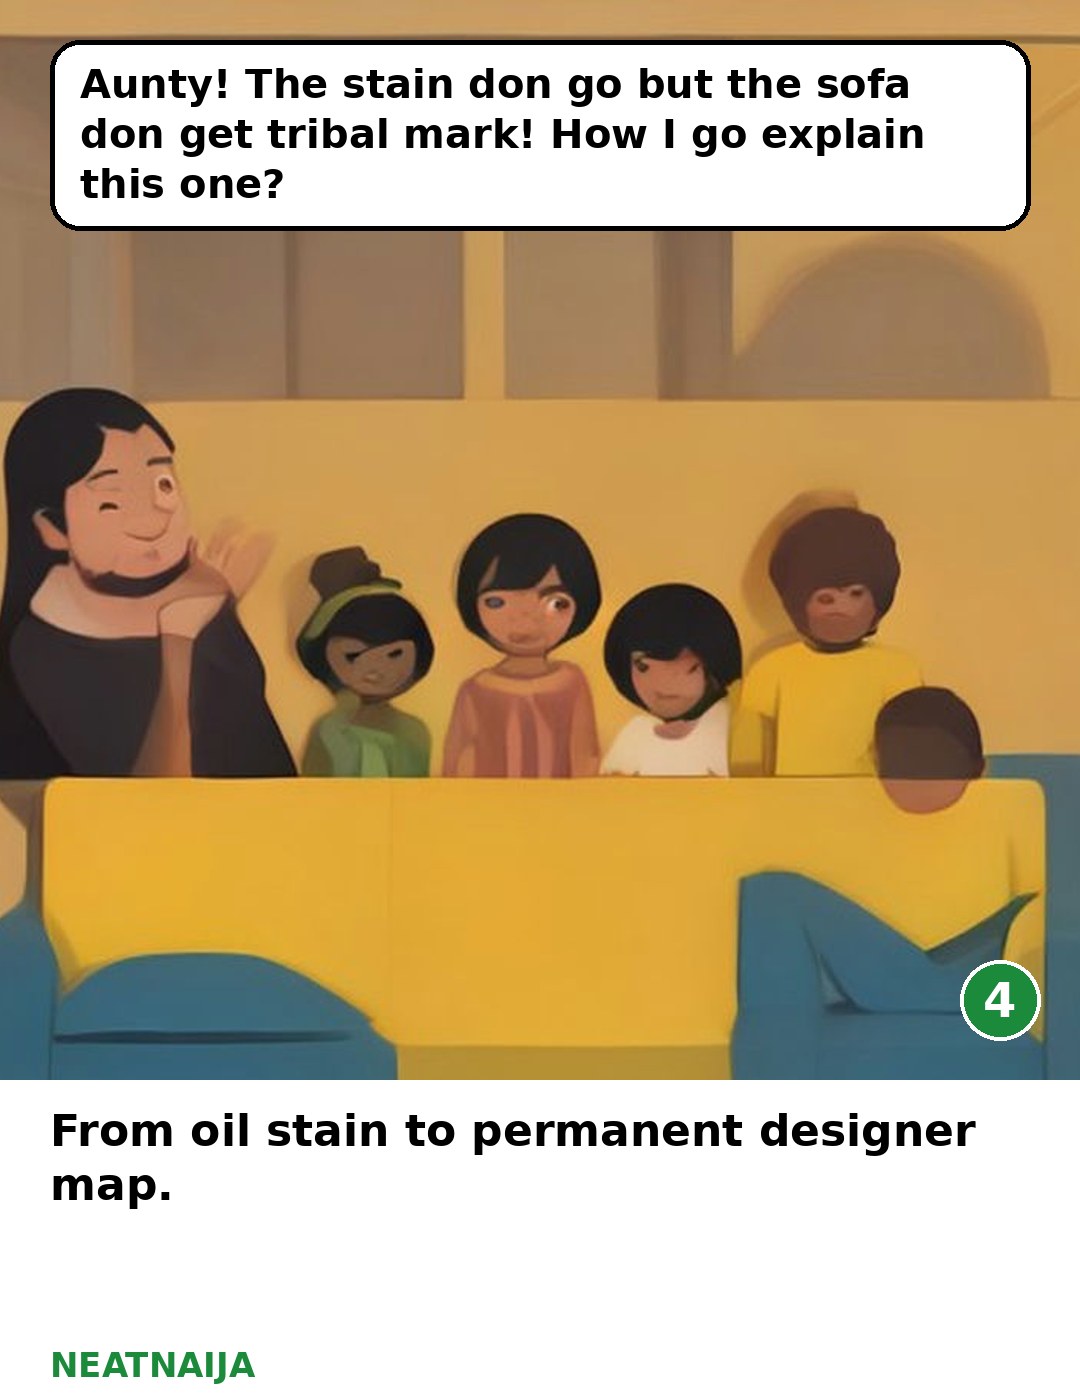 Aunty! The stain don go but the sofa
don get tribal mark! How I go explain
this one?
4
From oil stain to permanent designer
map.
NEATNAIJA